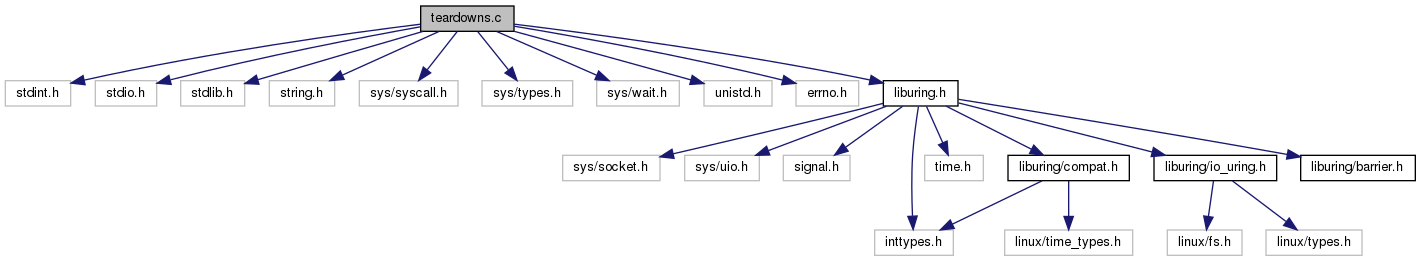 teardowns.c
stdint.h
stdio.h
stdlib.h
string.h
sys/syscall.h
sys/types.h
sys/wait.h
unistd.h
errno.h
liburing.h
sys/socket.h
sys/uio.h
signal.h
time.h
liburing/compat.h
liburing/io_uring.h
liburing/barrier.h
inttypes.h
linux/time_types.h
linux/fs.h
linux/types.h